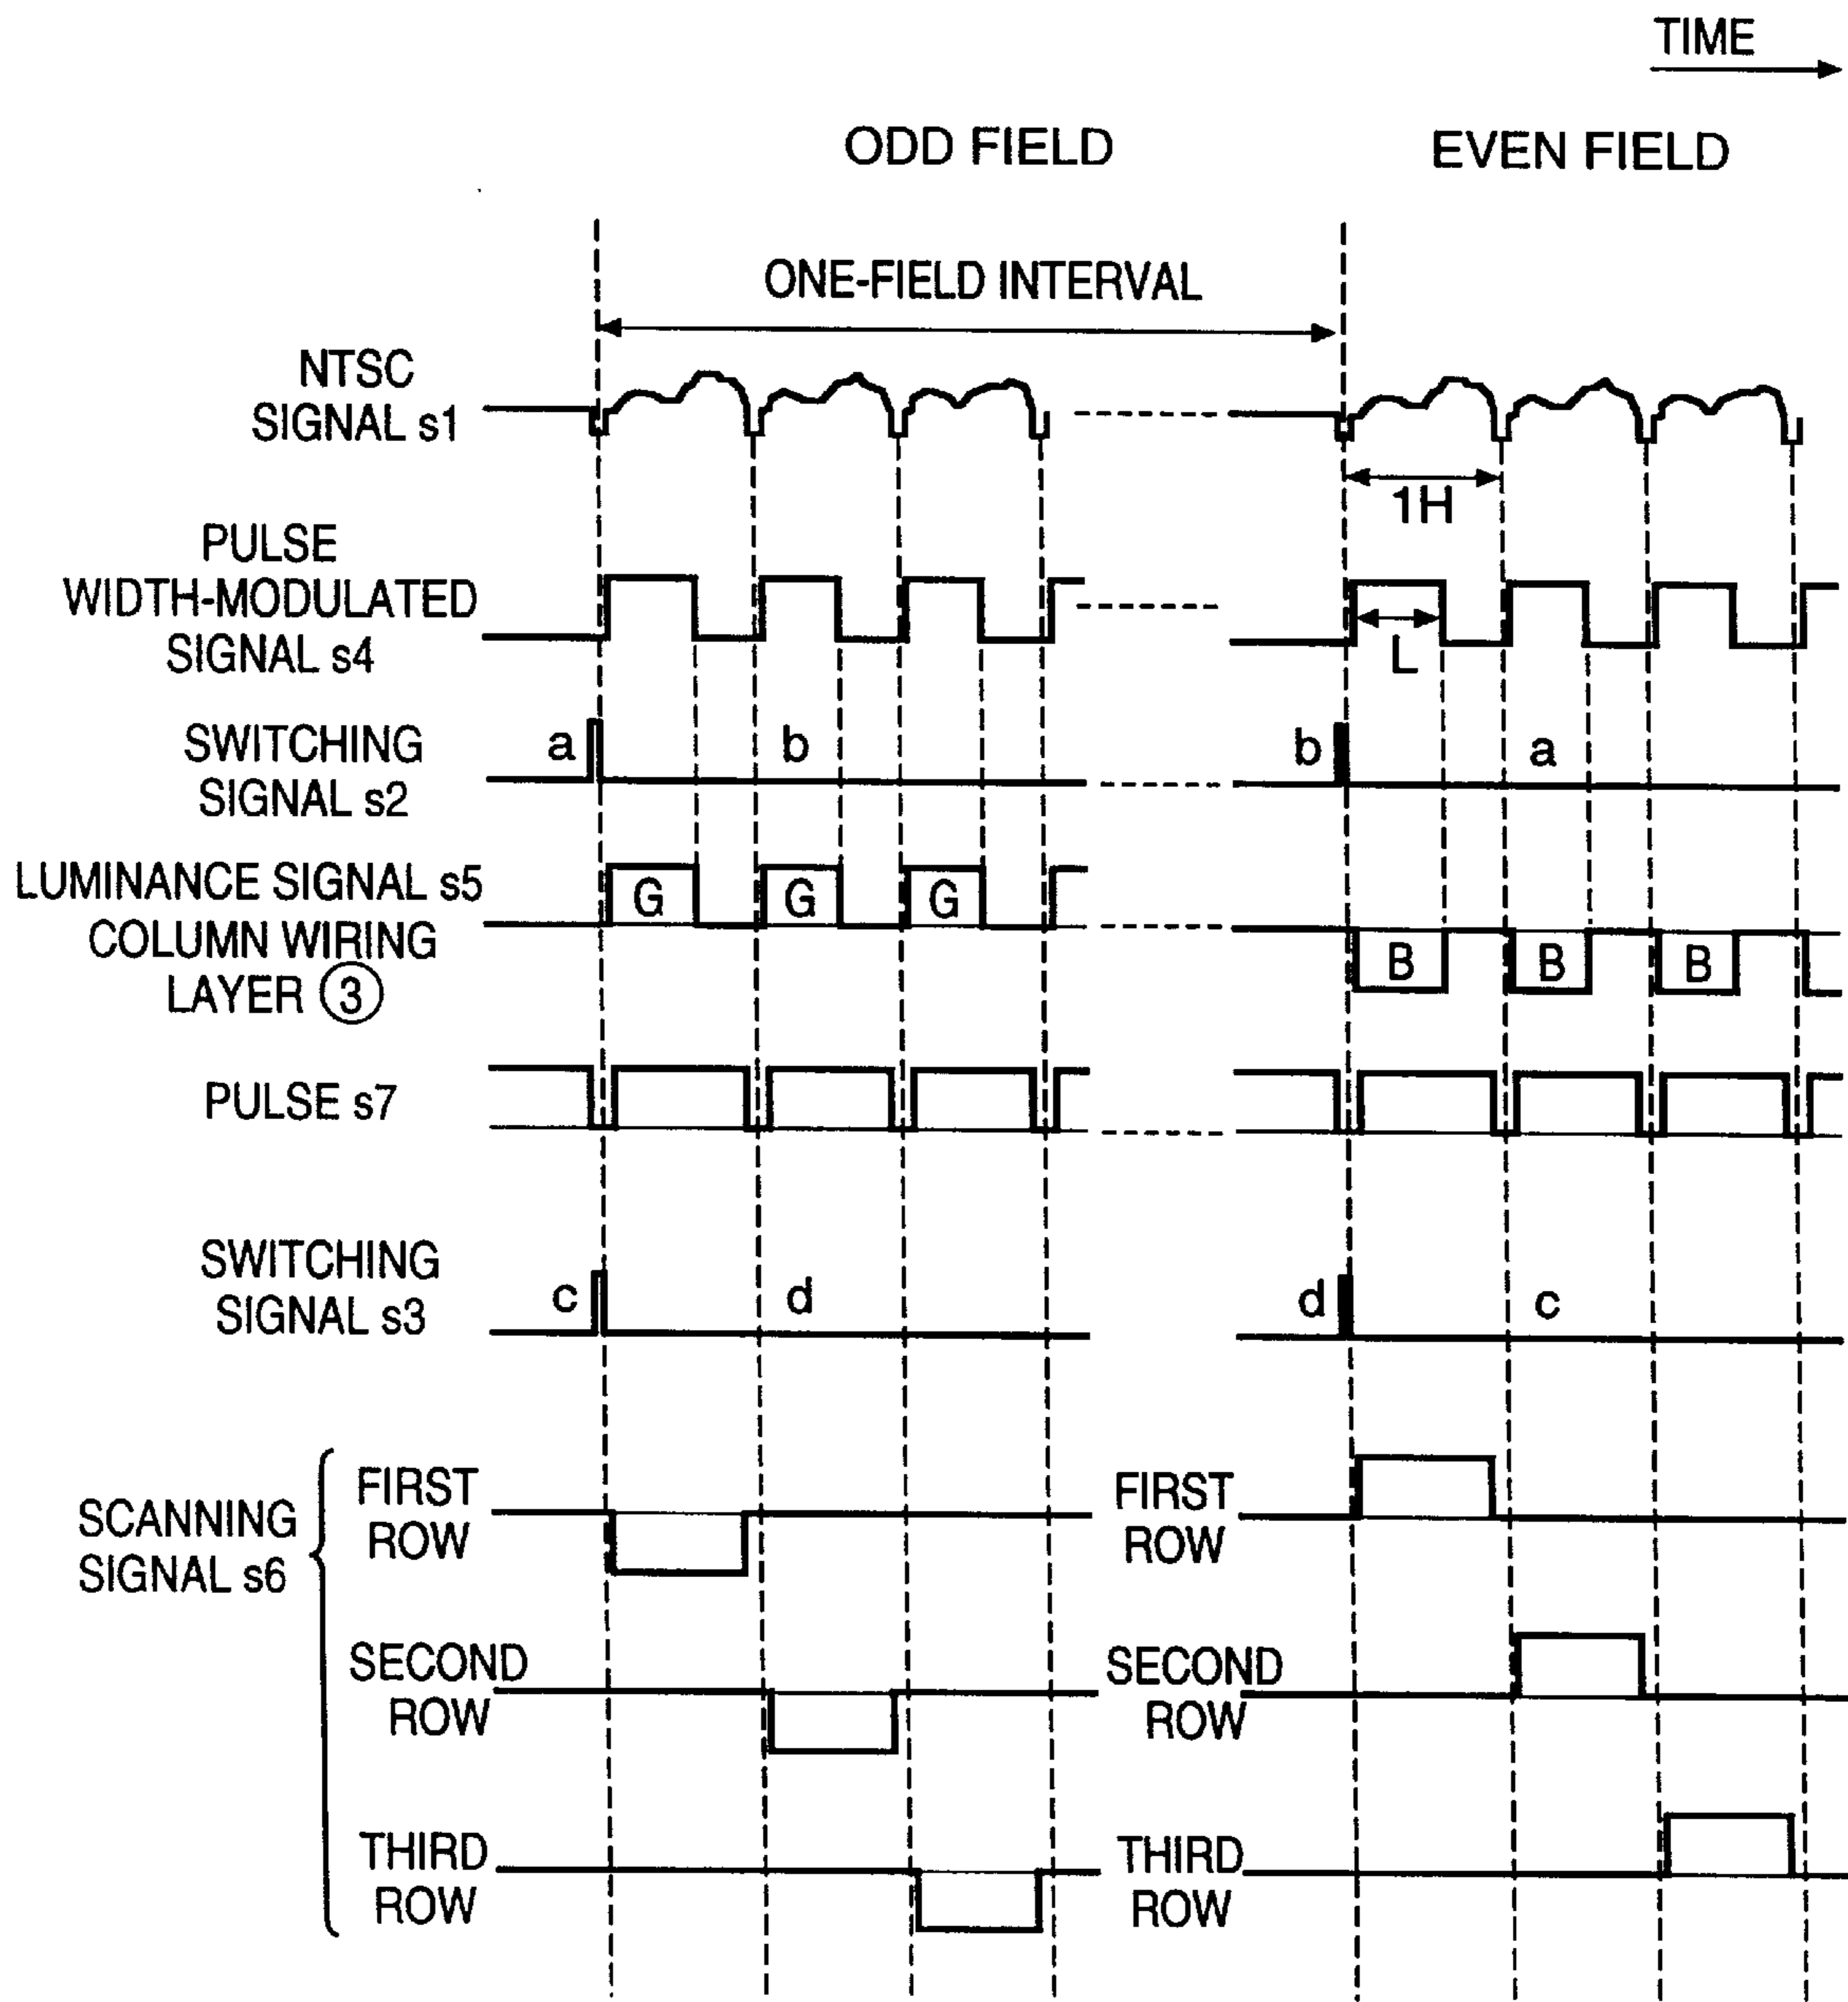 TIME
ODD FIELD
EVEN FIELD
ONE-FIELD INTERVAL
NTSC
SIGNAL s1
1H
PULSE
WIDTH-MODULATED
SIGNAL s4
L
SWITCHING
SIGNAL s2
a
b
b
a
LUMINANCE SIGNAL s5
COLUMN WIRING
LAYER ③
G
G
G
B
B
B
PULSE s7
SWITCHING
SIGNAL s3
c
d
d
c
SCANNING
SIGNAL s6
FIRST
ROW
FIRST
ROW
SECOND
ROW
SECOND
ROW
THIRD
ROW
THIRD
ROW